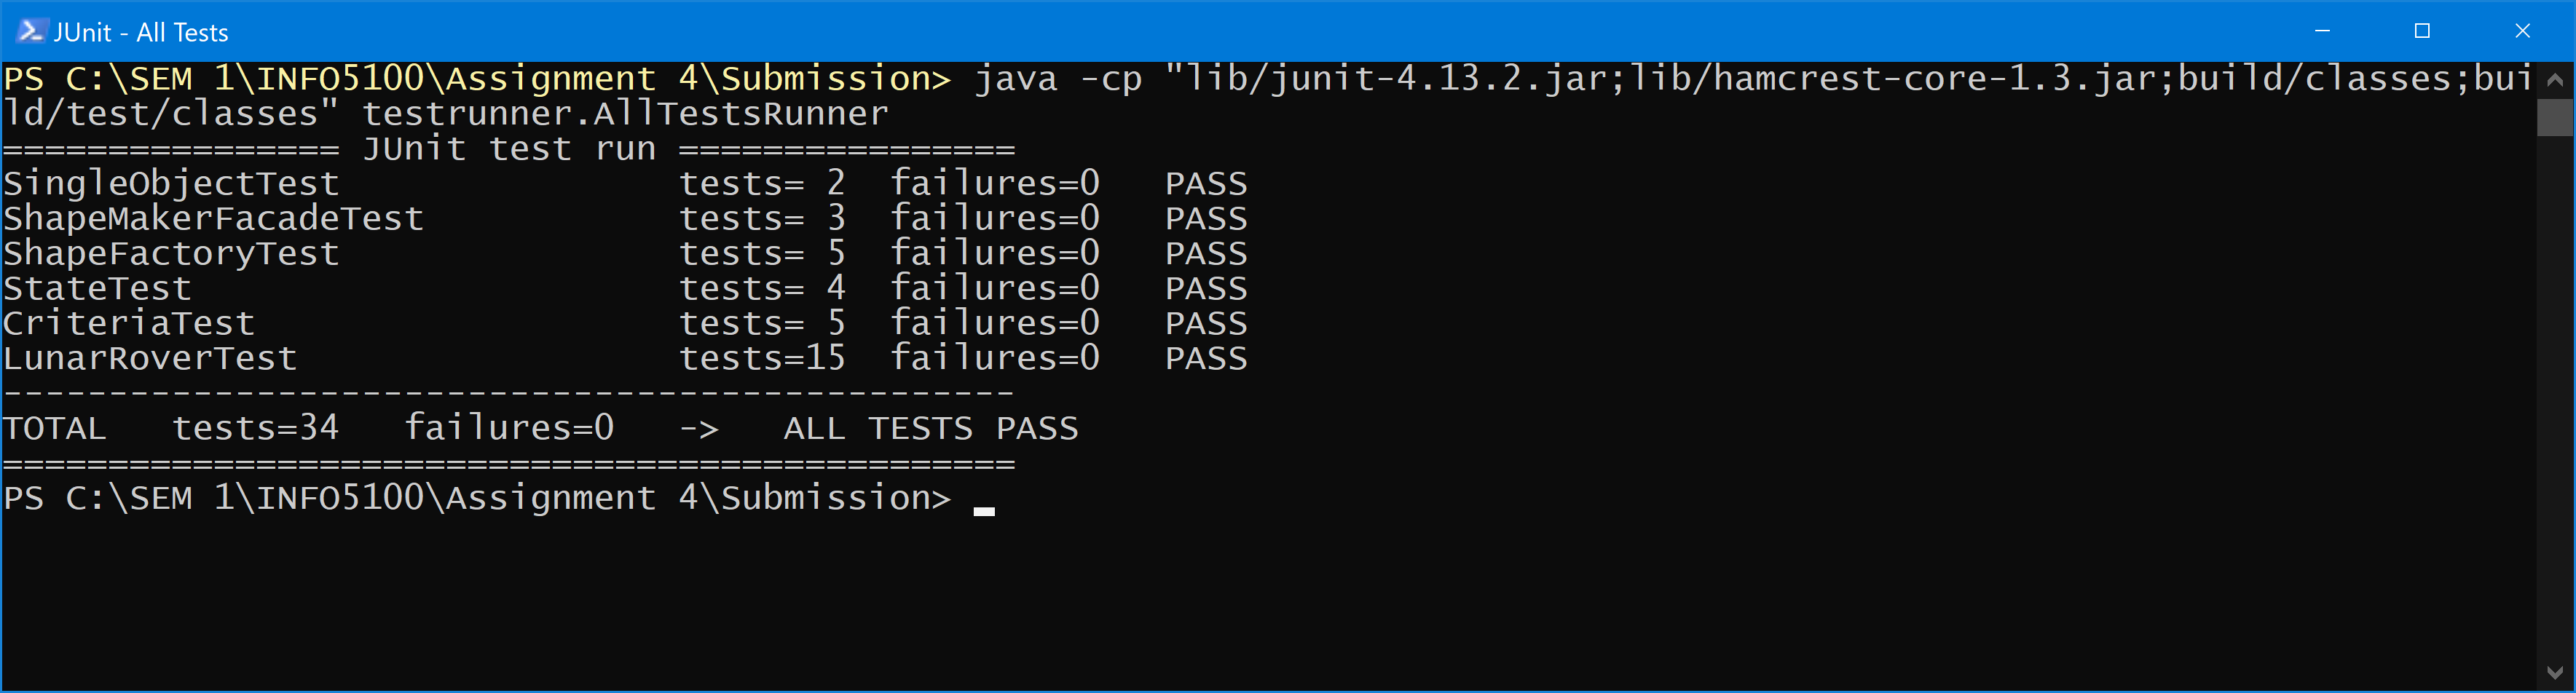 JUnit - All Tests
PS C:\SEM 1\INFO5100\Assignment 4\Submission> java -cp "lib/junit-4.13.2.jar;lib/hamcrest-core-1.3.jar;build/classes;bui
ld/test/classes" testrunner.AllTestsRunner
================ JUnit test run ================
SingleObjectTest                tests= 2  failures=0   PASS
ShapeMakerFacadeTest            tests= 3  failures=0   PASS
ShapeFactoryTest                tests= 5  failures=0   PASS
StateTest                       tests= 4  failures=0   PASS
CriteriaTest                    tests= 5  failures=0   PASS
LunarRoverTest                  tests=15  failures=0   PASS
------------------------------------------------
TOTAL   tests=34   failures=0   ->   ALL TESTS PASS
================================================
PS C:\SEM 1\INFO5100\Assignment 4\Submission>